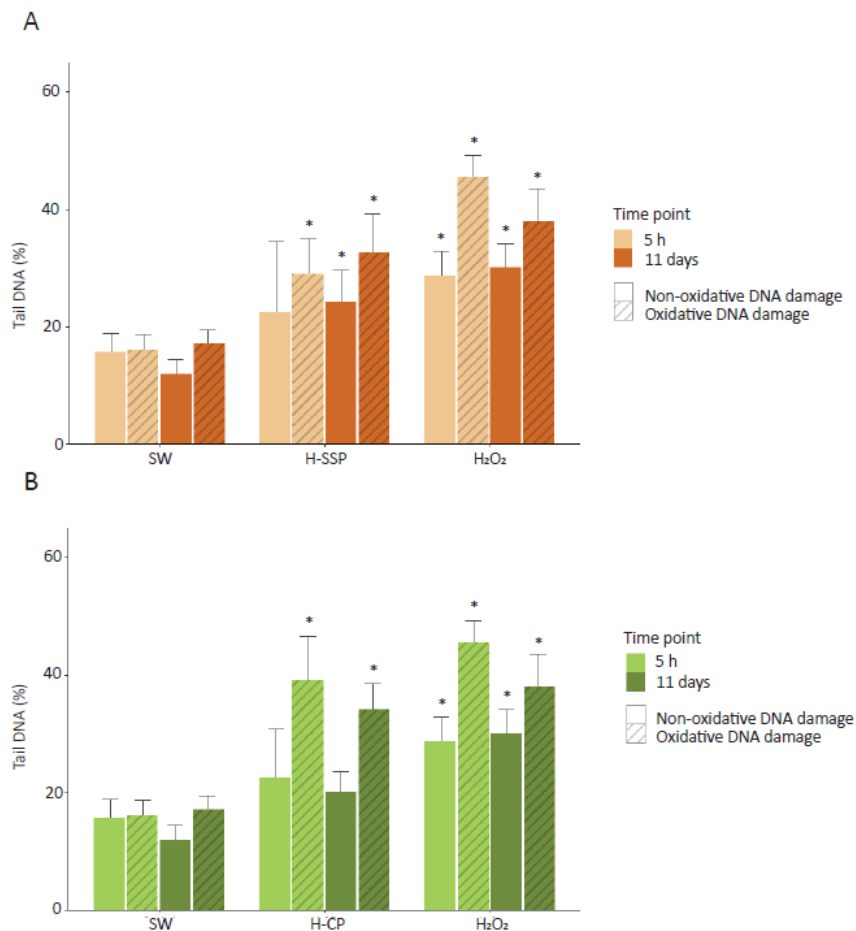 A
60
40
20
0
Tail DNA (%)
* * * * * * *
SW H-SSP H₂O₂
Time point
5 h
11 days
Non-oxidative DNA damage
Oxidative DNA damage
B
60
40
20
0
Tail DNA (%)
* * * * * *
SW H-CP H₂O₂
Time point
5 h
11 days
Non-oxidative DNA damage
Oxidative DNA damage